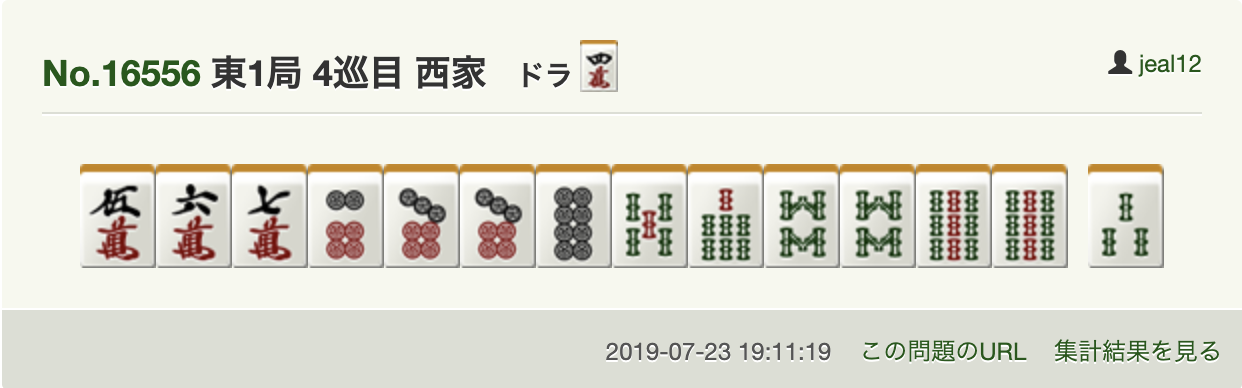 No.16556 東1局 4巡目 西家 ドラ 四萬
jeal12
伍萬 六萬 七萬
2019-07-23 19:11:19 この問題のURL 集計結果を見る